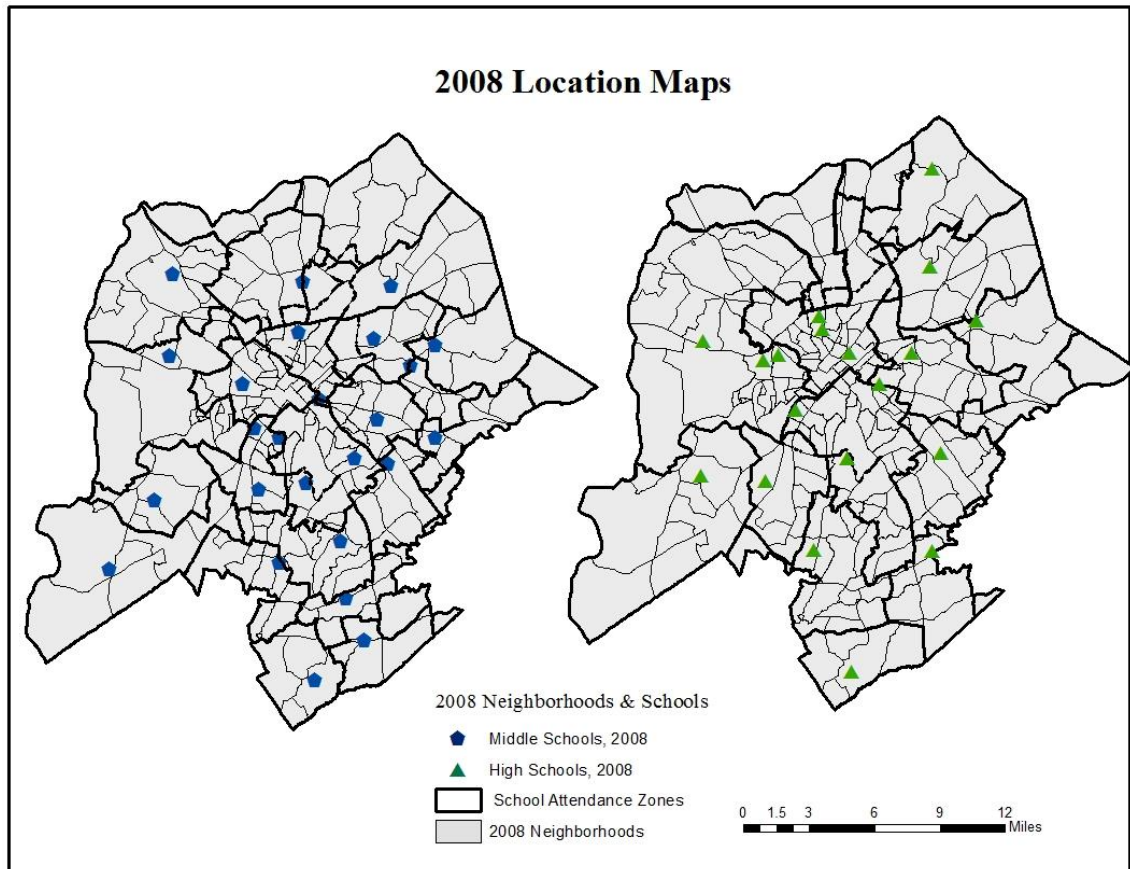 2008 Location Maps
2008 Neighborhoods & Schools
Middle Schools, 2008
High Schools, 2008
School Attendance Zones
2008 Neighborhoods
0 1.5 3 6 9 12
Miles